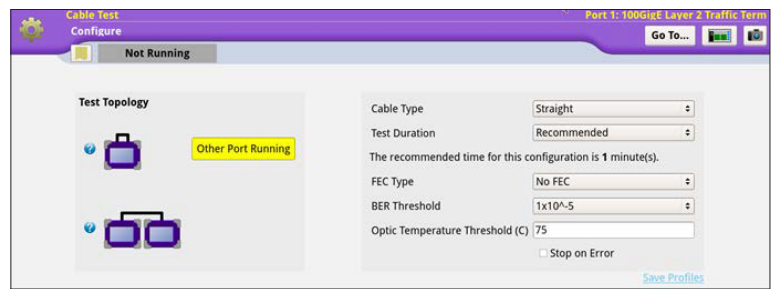 Cable Test
Port 1: 100GigE Layer 2 Traffic Term
Configure
Go To...
Not Running
Test Topology
Other Port Running
Cable Type
Straight
Test Duration
Recommended
The recommended time for this configuration is 1 minute(s).
FEC Type
No FEC
BER Threshold
1x10^-5
Optic Temperature Threshold (C)
75
Stop on Error
Save Profiles